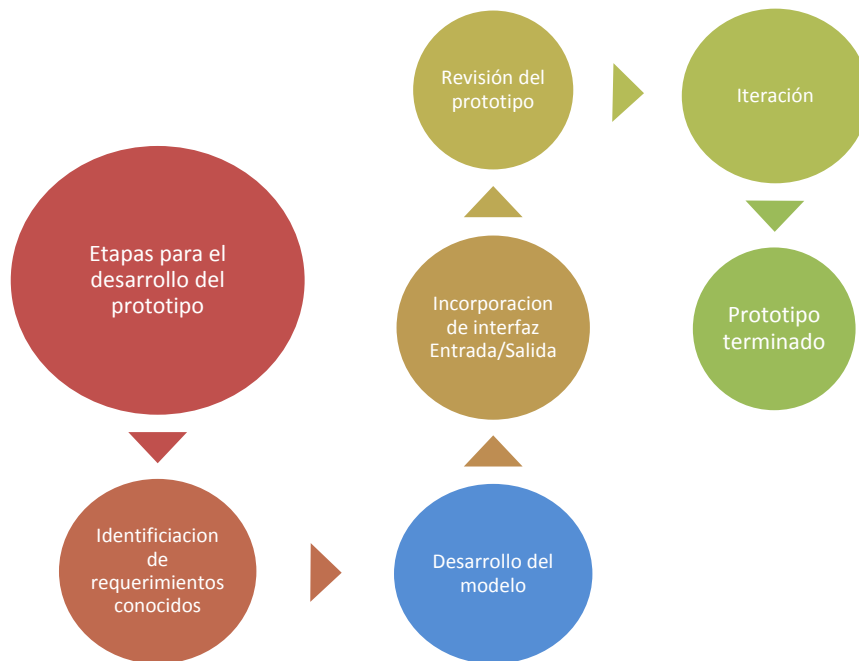 Etapas para el
desarrollo del
prototipo
Identificiacion
de
requerimientos
conocidos
Desarrollo del
modelo
Incorporacion
de interfaz
Entrada/Salida
Revisión del
prototipo
Iteración
Prototipo
terminado